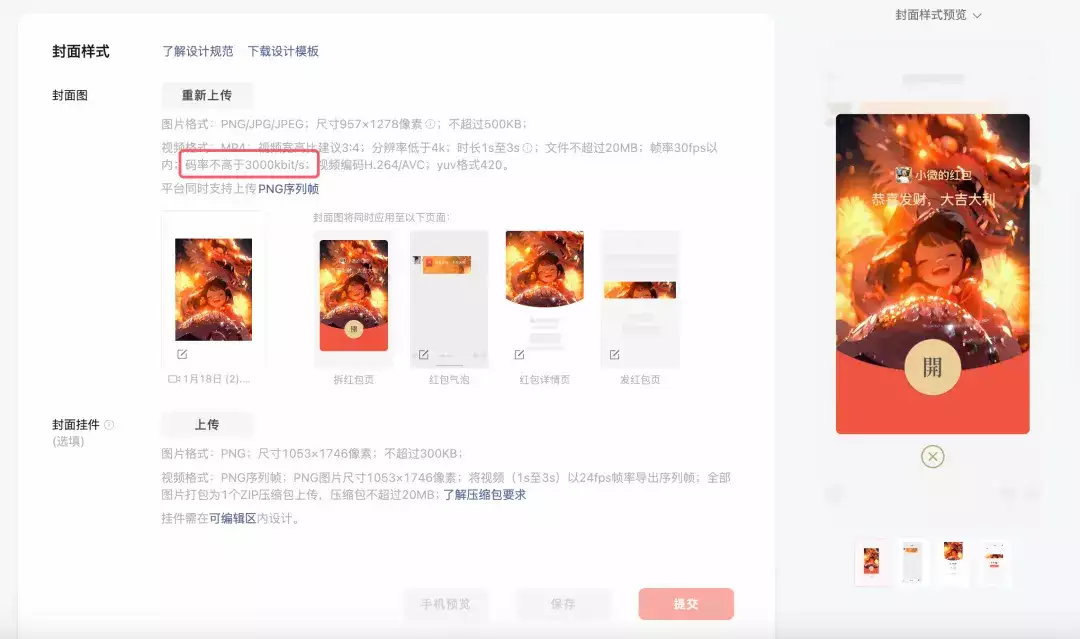 封面样式预览
封面样式 了解设计规范 下载设计模板
封面图 重新上传
图片格式：PNG/JPG/JPEG；尺寸957×1278像素；不超过500KB；
视频格式：MP4；视频宽高比建议3:4；分辨率低于4k；时长1s至3s；文件不超过20MB；帧率30fps以
内；码率不高于3000kbit/s；视频编码H.264/AVC；yuv格式420。
平台同时支持上传PNG序列帧
封面图将同时应用至以下页面：
1月18日 (2)....
拆红包页 红包气泡 红包详情页 发红包页
封面挂件 上传
(选填)
图片格式：PNG；尺寸1053×1746像素；不超过300KB；
视频格式：PNG序列帧；PNG图片尺寸1053×1746像素；将视频（1s至3s）以24fps帧率导出序列帧，全部
图片打包为1个ZIP压缩包上传，压缩包不超过20MB；了解压缩包要求
挂件需在可编辑区内设计。
手机预览 保存 提交
小微的红包
恭喜发财，大吉大利
開